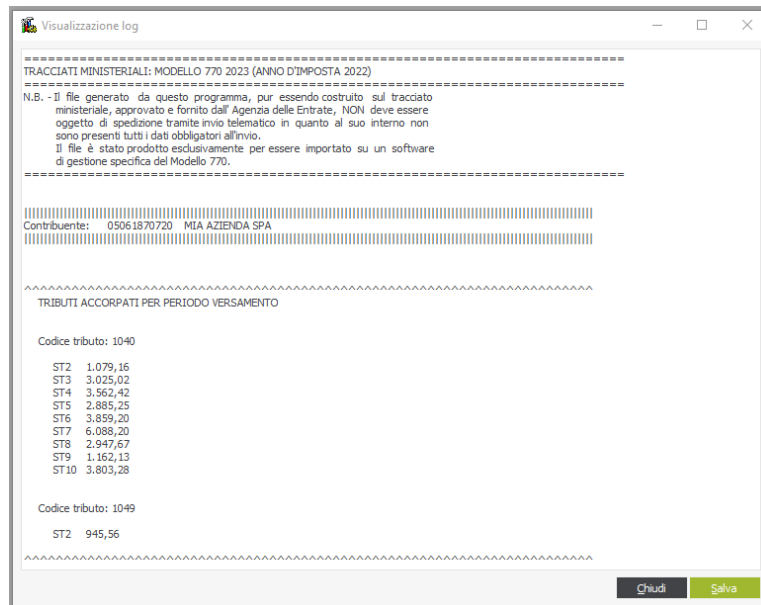 Visualizzazione log
==============================================================================
TRACCIATI MINISTERIALI: MODELLO 770 2023 (ANNO D'IMPOSTA 2022)
==============================================================================
N.B. - Il file generato da questo programma, pur essendo costruito sul tracciato
ministeriale, approvato e fornito dall' Agenzia delle Entrate, NON deve essere
oggetto di spedizione tramite invio telematico in quanto al suo interno non
sono presenti tutti i dati obbligatori all'invio.
Il file è stato prodotto esclusivamente per essere importato su un software
di gestione specifica del Modello 770.
==============================================================================
Contribuente: 05061870720 MIA AZIENDA SPA
^^^^^^^^^^^^^^^^^^^^^^^^^^^^^^^^^^^^^^^^^^^^^^^^^^^^^^^^^^^^^^^^^^^^^^^^^^
TRIBUTI ACCORPATI PER PERIODO VERSAMENTO
Codice tributo: 1040
ST2 1.079,16
ST3 3.025,02
ST4 3.562,42
ST5 2.885,25
ST6 3.859,20
ST7 6.088,20
ST8 2.947,67
ST9 1.162,13
ST10 3.803,28
Codice tributo: 1049
ST2 945,56
^^^^^^^^^^^^^^^^^^^^^^^^^^^^^^^^^^^^^^^^^^^^^^^^^^^^^^^^^^^^^^^^^^^^^^^^^^
Chiudi Salva